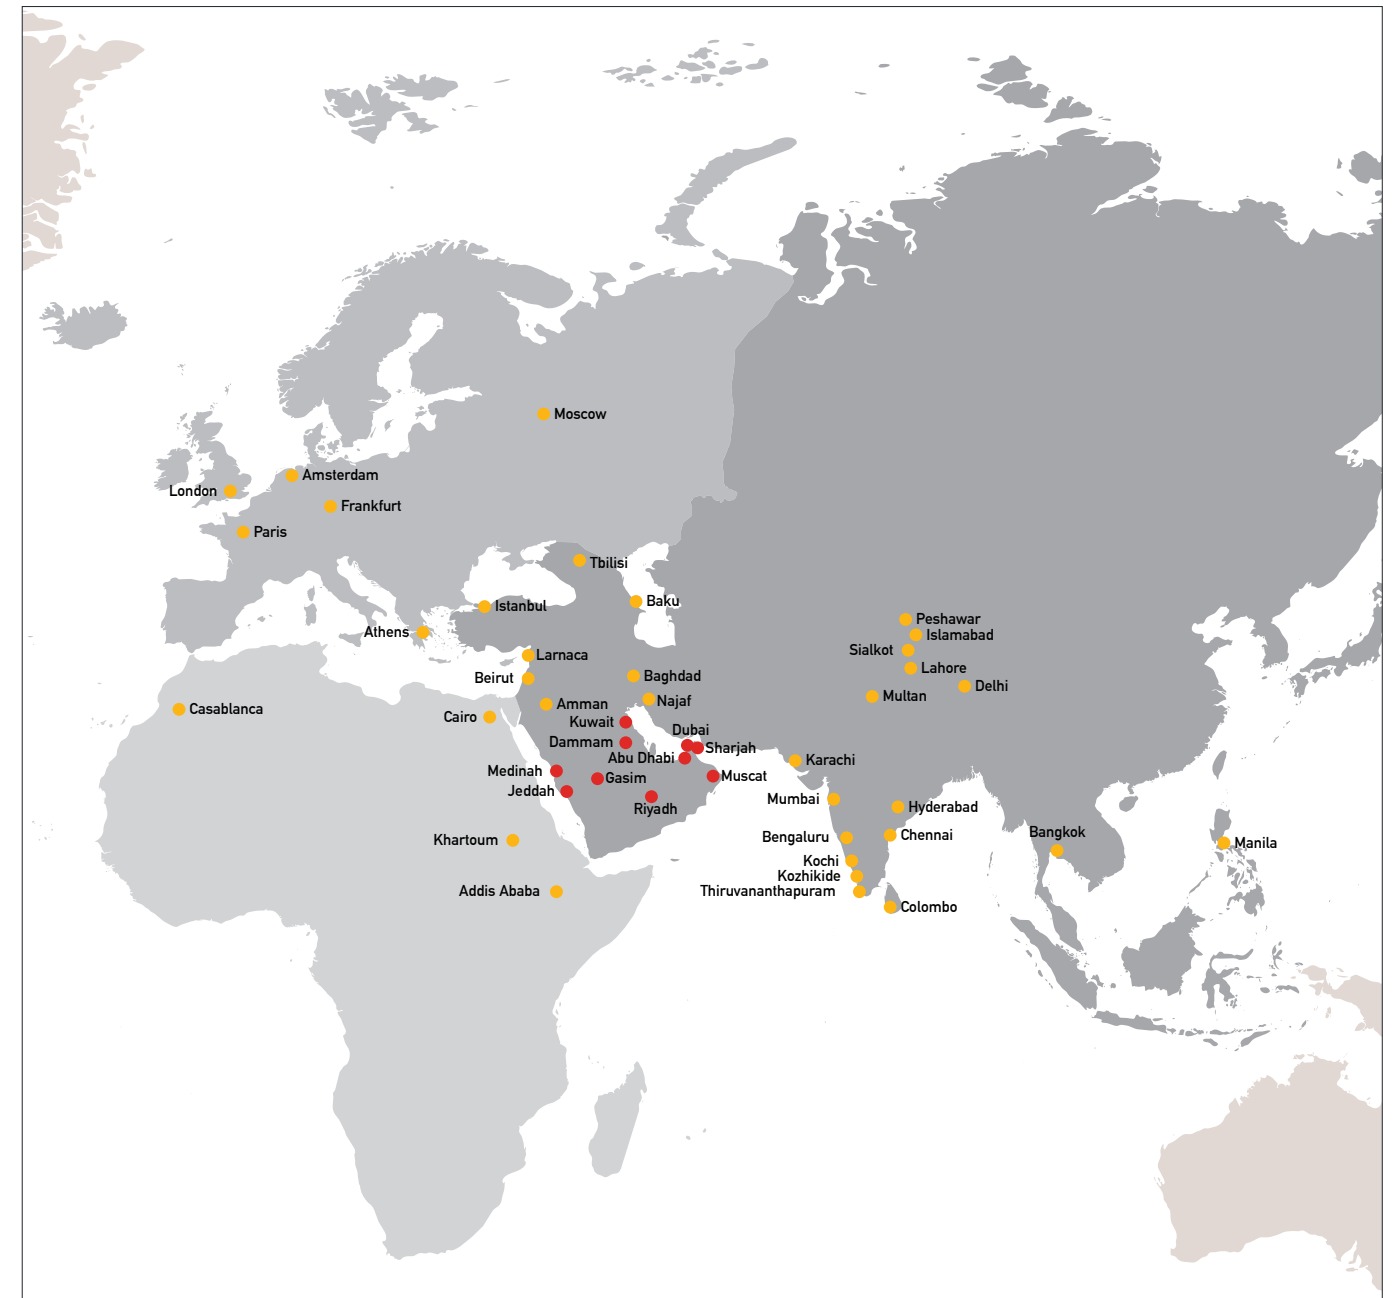 Moscow
Amsterdam
London
Frankfurt
Paris
Tbilisi
Baku
Istanbul
Peshawar
Athens
Islamabad
Sialkot
Larnaca
Lahore
Beirut
Baghdad
Delhi
Multan
Najaf
Amman
Casablanca
Cairo
Kuwait
Dubai
Dammam
Sharjah
Abu Dhabi
Karachi
Medinah
Gasim
Muscat
Jeddah
Mumbai
Riyadh
Hyderabad
Bangkok
Chennai
Bengaluru
Khartoum
Manila
Kochi
Kozhikide
Addis Ababa
Thiruvananthapuram
Colombo